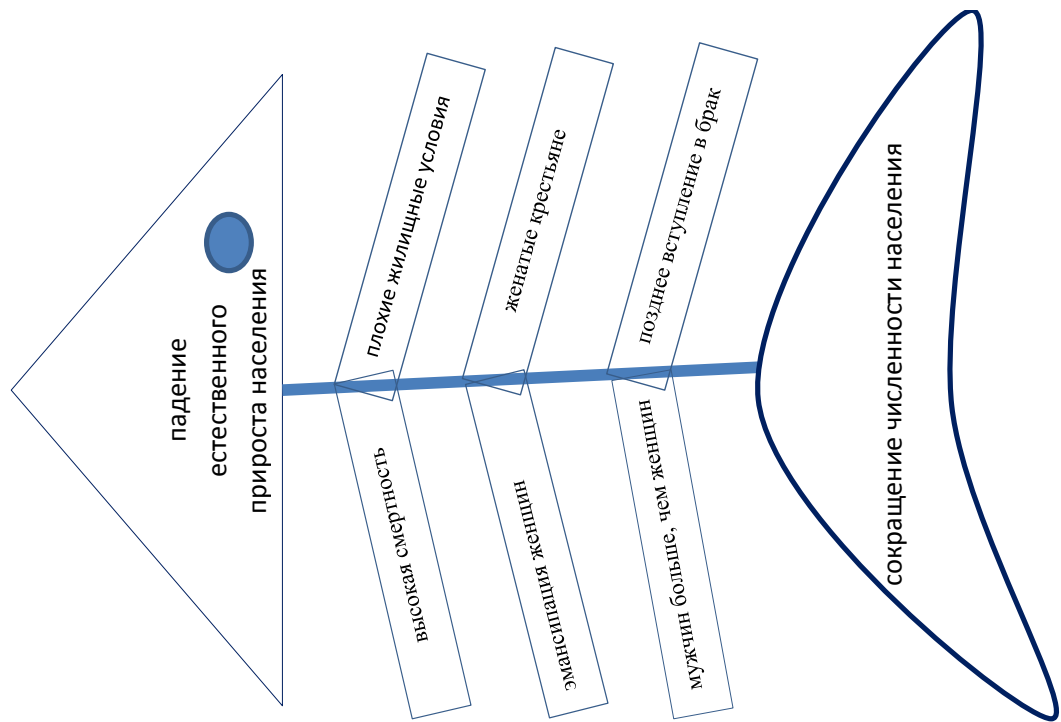 падение
естественного
прироста населения
плохие жилищные условия
высокая смертность
женатые крестьяне
эмансипация женщин
позднее вступление в брак
мужчин больше, чем женщин
сокращение численности населения